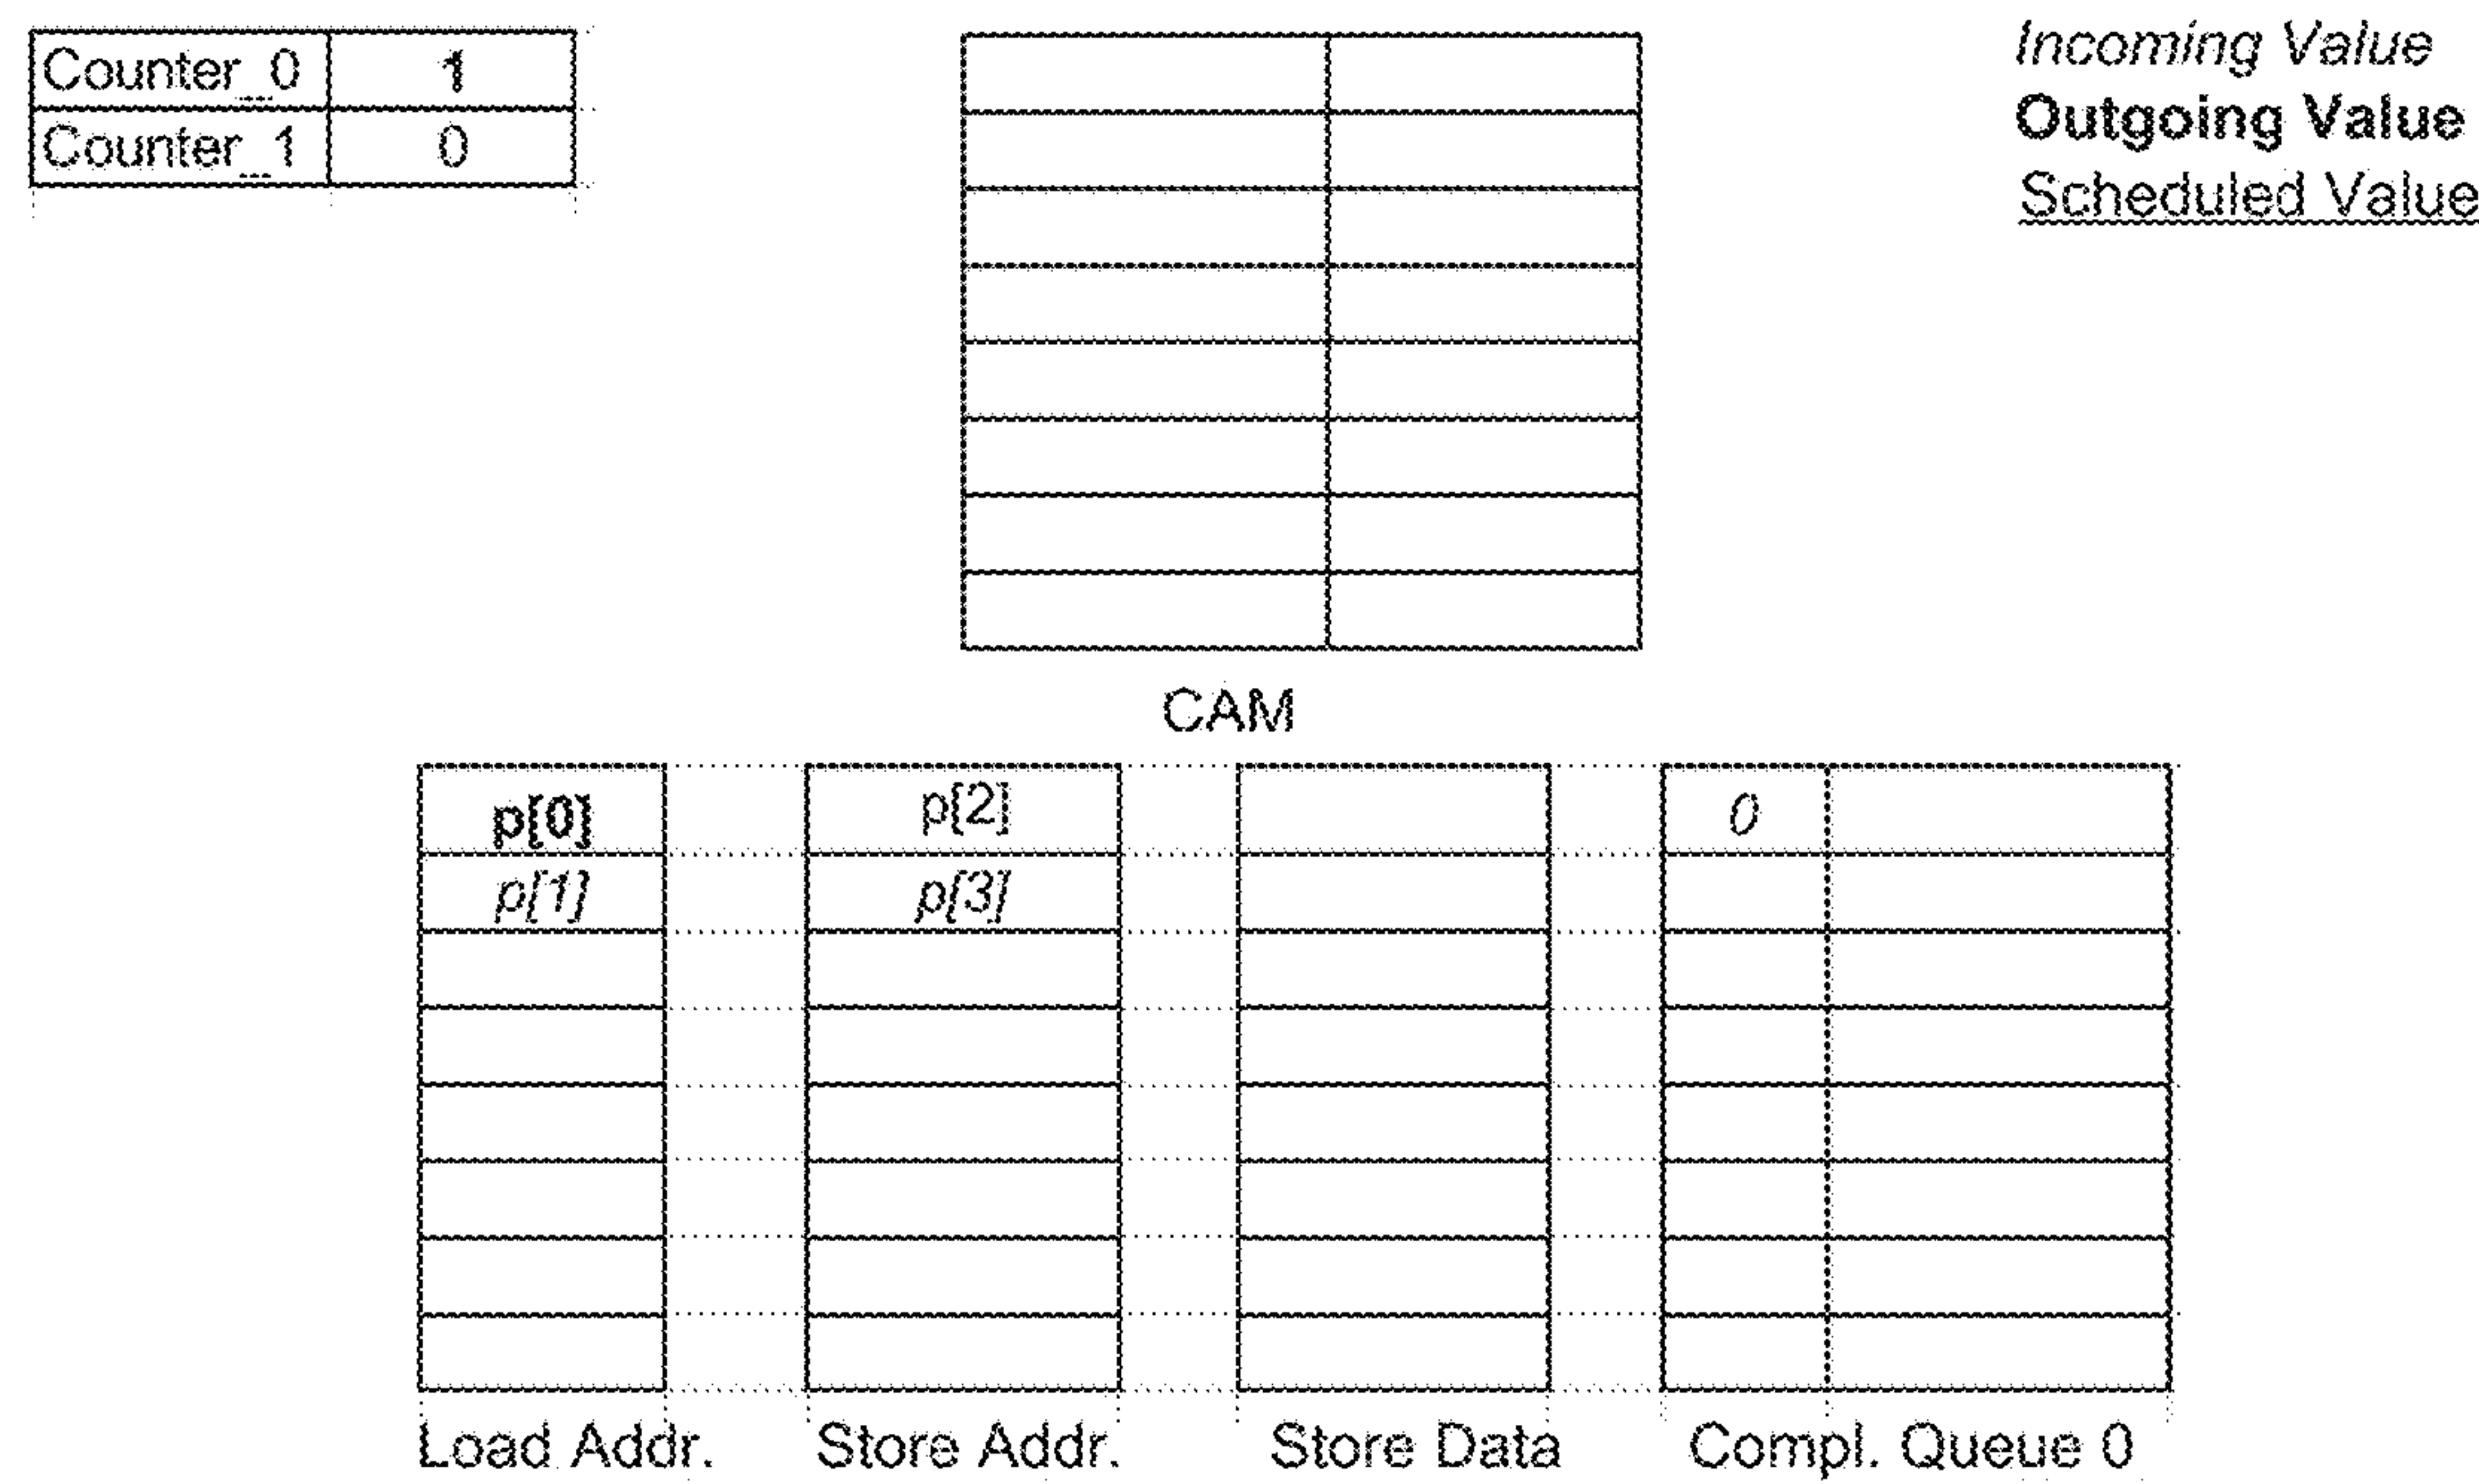 Counter_0 1
Counter_1 0
Incoming Value
Outgoing Value
Scheduled Value
CAM
p[0] p[2] 0
p[1] p[3]
Load Addr. Store Addr. Store Data Compl. Queue 0